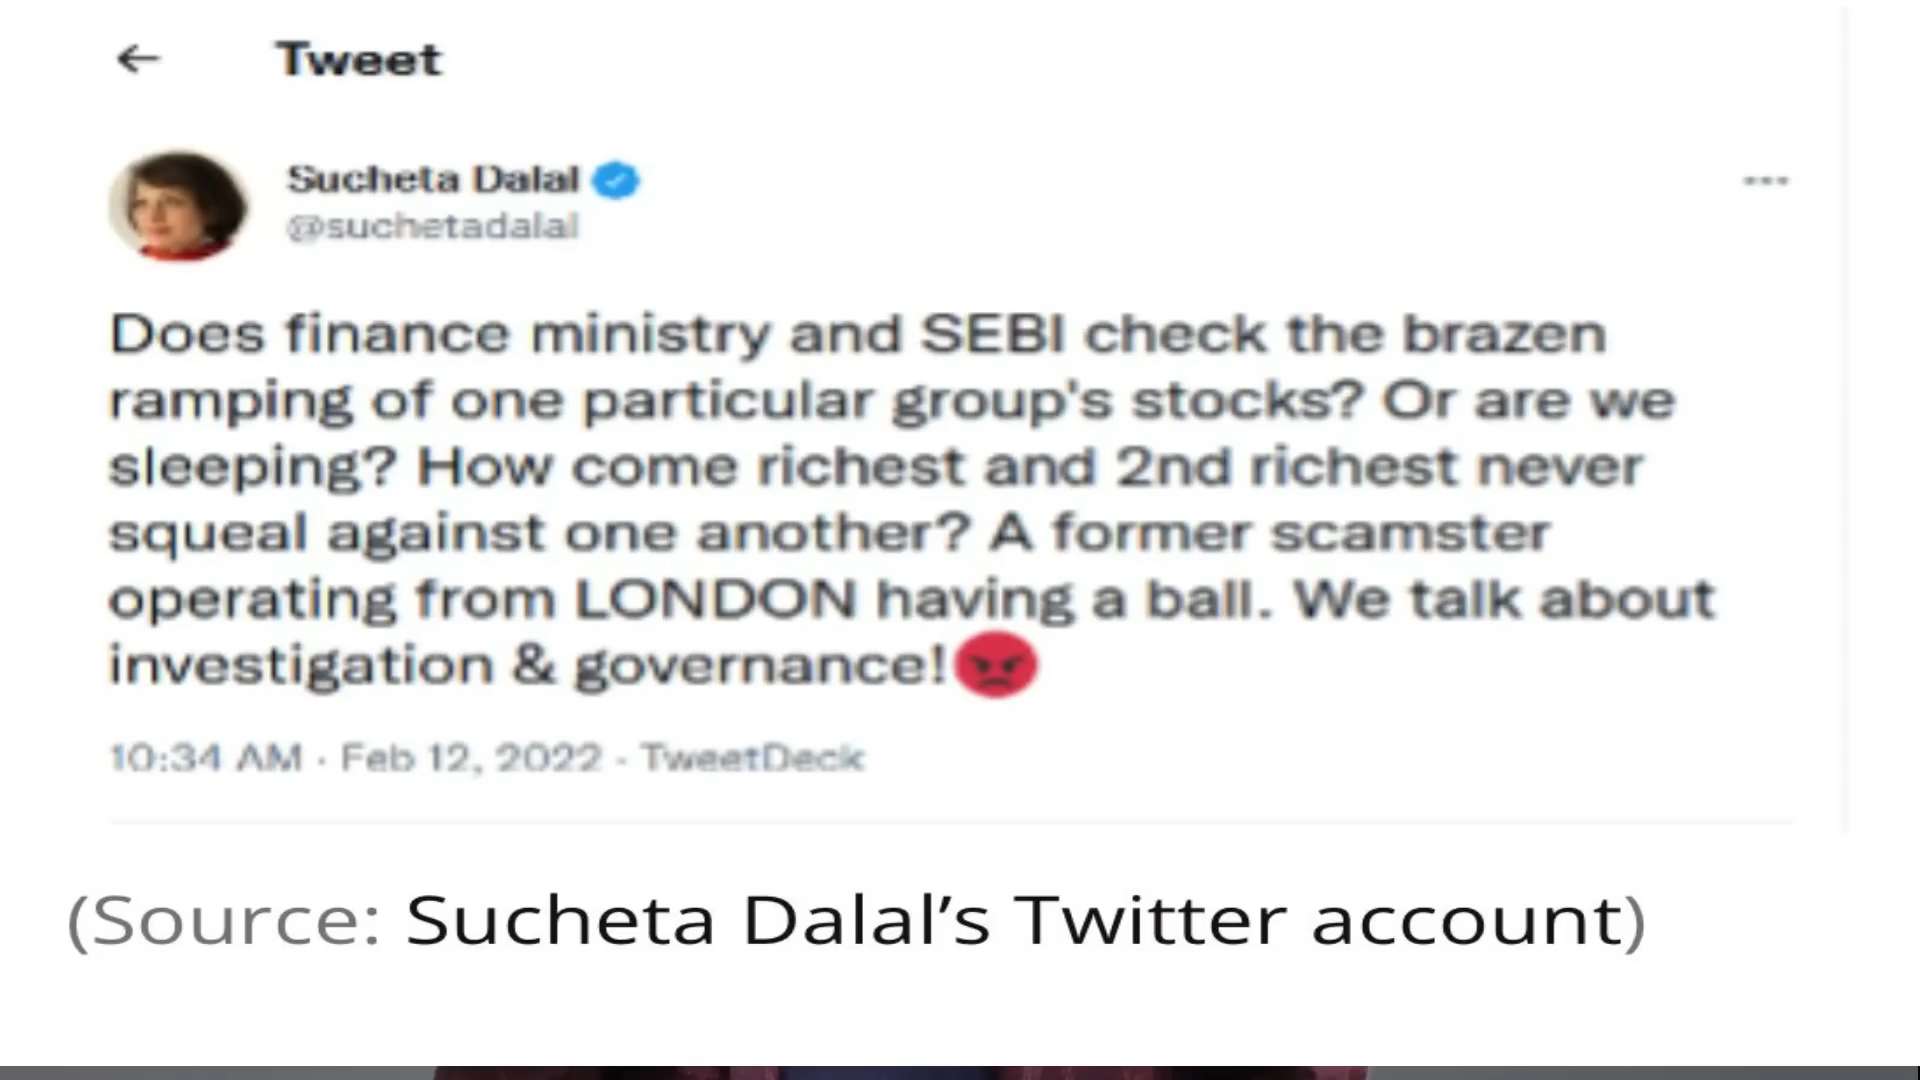 ← Tweet
Sucheta Dalal
@suchetadalal
Does finance ministry and SEBI check the brazen
ramping of one particular group's stocks? Or are we
sleeping? How come richest and 2nd richest never
squeal against one another? A former scamster
operating from LONDON having a ball. We talk about
investigation & governance!😡
10:34 AM · Feb 12, 2022 · TweetDeck
(Source: Sucheta Dalal’s Twitter account)